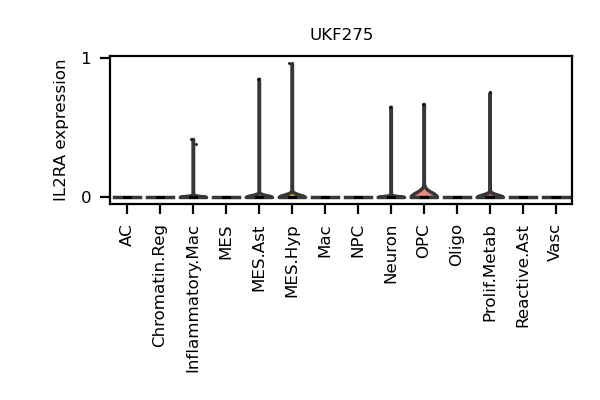 UKF275
IL2RA expression
1
0
AC
Chromatin.Reg
Inflammatory.Mac
MES
MES.Ast
MES.Hyp
Mac
NPC
Neuron
OPC
Oligo
Prolif.Metab
Reactive.Ast
Vasc